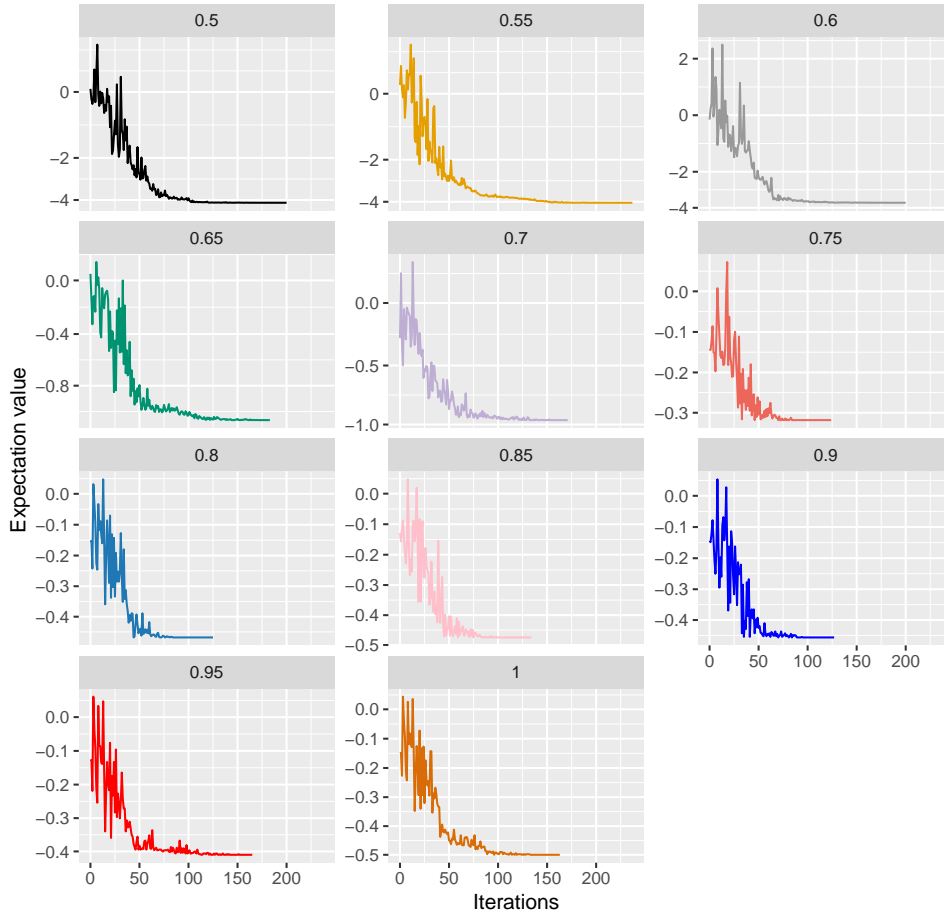 0.5 0.55 0.6
0 0 2
−2 −2 0
−4 −4 −2
−4
0.65 0.7 0.75
0.0 0.0 0.0
−0.4 −0.5 −0.1
−0.8 −1.0 −0.2
−0.3
Expectation value
0.8 0.85 0.9
0.0 0.0 0.0
−0.1 −0.1 −0.1
−0.2 −0.2 −0.2
−0.3 −0.3 −0.3
−0.4 −0.4 −0.4
−0.5
0 50 100 150 200
0.95 1
0.0 0.0
−0.1 −0.1
−0.2 −0.2
−0.3 −0.3
−0.4 −0.4
−0.5
0 50 100 150 200 0 50 100 150 200
Iterations